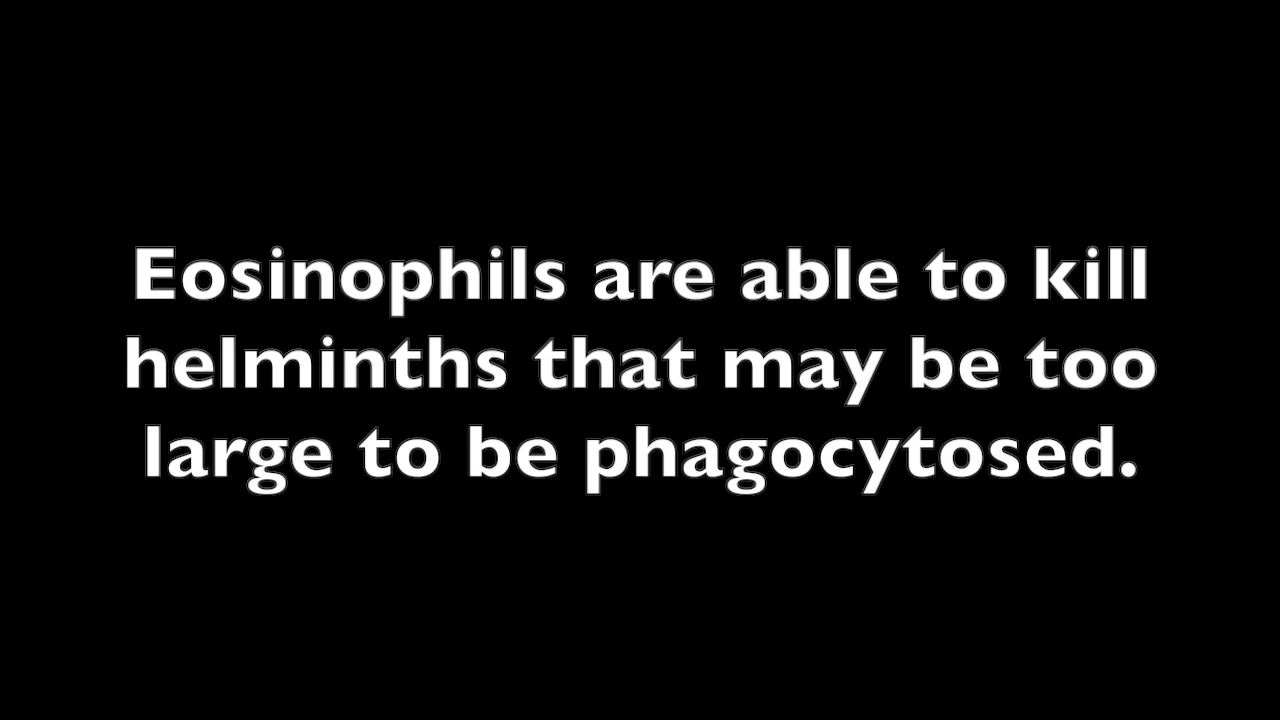 Eosinophils are able to kill
helminths that may be too
large to be phagocytosed.